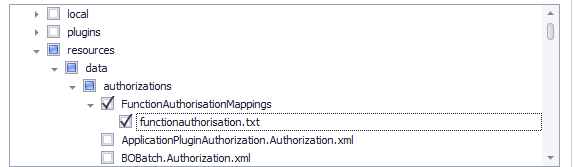 local
plugins
resources
data
authorizations
FunctionAuthorisationMappings
functionauthorisation.txt
ApplicationPluginAuthorization.Authorization.xml
BOBatch.Authorization.xml